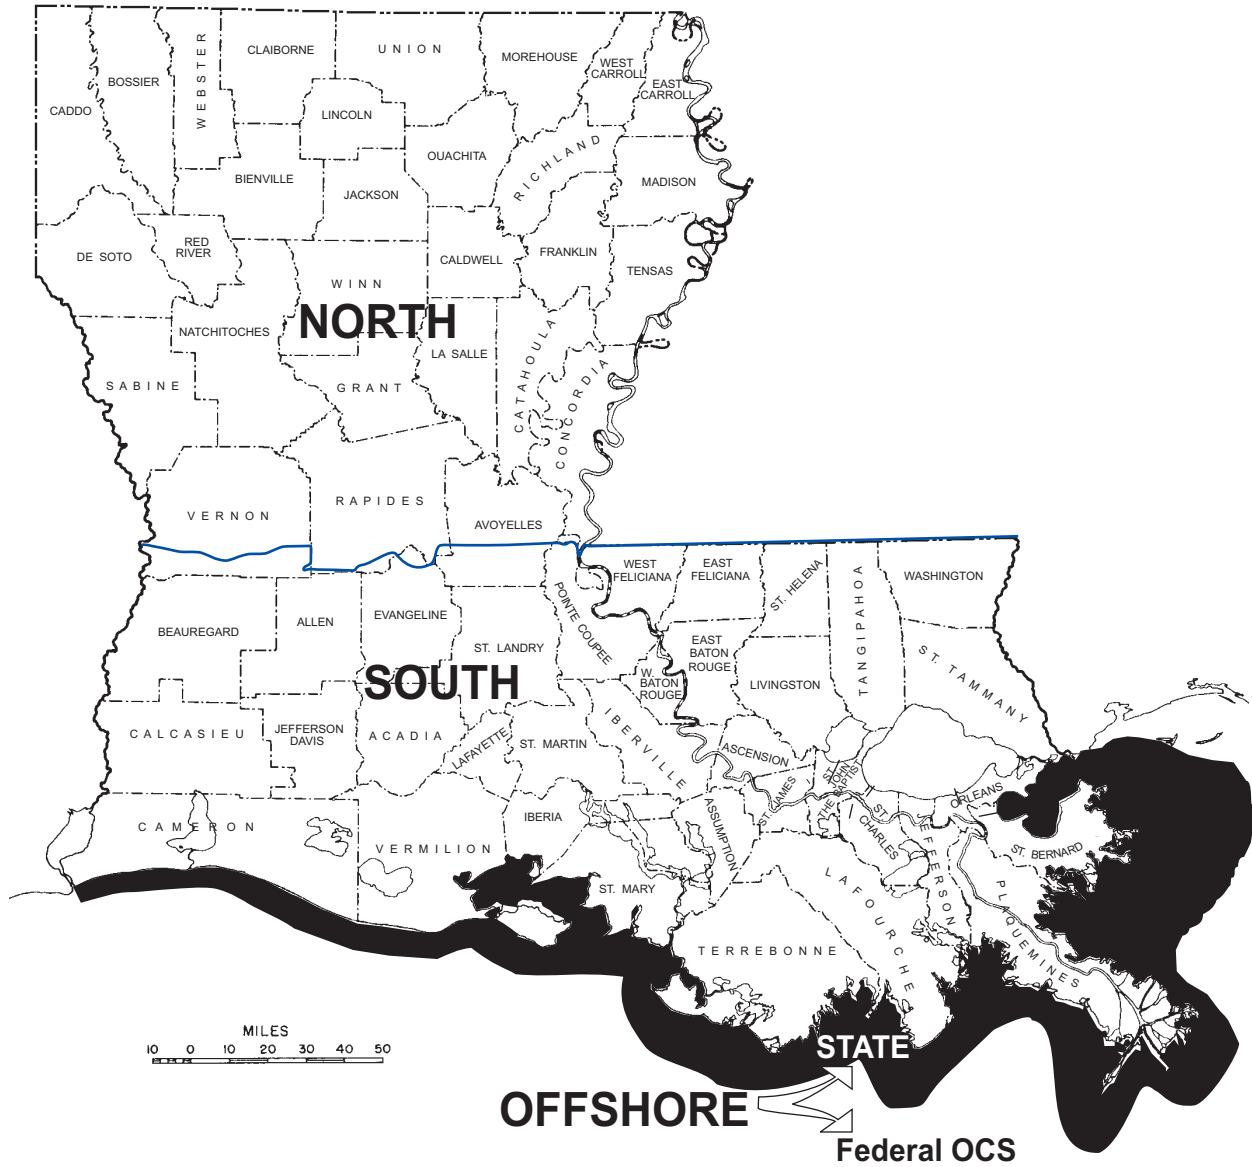 CLAIBORNE
UNION
MOREHOUSE
WEST
CARROLL
EAST
CARROLL
WEBSTER
BOSSIER
CADDO
LINCOLN
OUACHITA
RICHLAND
MADISON
BIENVILLE
JACKSON
RED
RIVER
DE SOTO
WINN
CALDWELL
FRANKLIN
TENSAS
NORTH
NATCHITOCHES
LA SALLE
CATAHOULA
CONCORDIA
SABINE
GRANT
VERNON
RAPIDES
AVOYELLES
WEST
FELICIANA
EAST
FELICIANA
ST. HELENA
TANGIPAHOA
WASHINGTON
BEAUREGARD
ALLEN
EVANGELINE
ST. LANDRY
POINTE COUPEE
EAST
BATON
ROUGE
W.
BATON
ROUGE
LIVINGSTON
ST. TAMMANY
SOUTH
CALCASIEU
JEFFERSON
DAVIS
ACADIA
LAFAYETTE
ST. MARTIN
IBERVILLE
ASCENSION
ST. JAMES
ST.
JOHN
THE BAPTIST
ST.
CHARLES
ORLEANS
CAMERON
VERMILION
IBERIA
ASSUMPTION
JEFFERSON
ST. BERNARD
ST. MARY
LAFOURCHE
PLAQUEMINES
TERREBONNE
MILES
10 0 10 20 30 40 50
STATE
OFFSHORE
Federal OCS